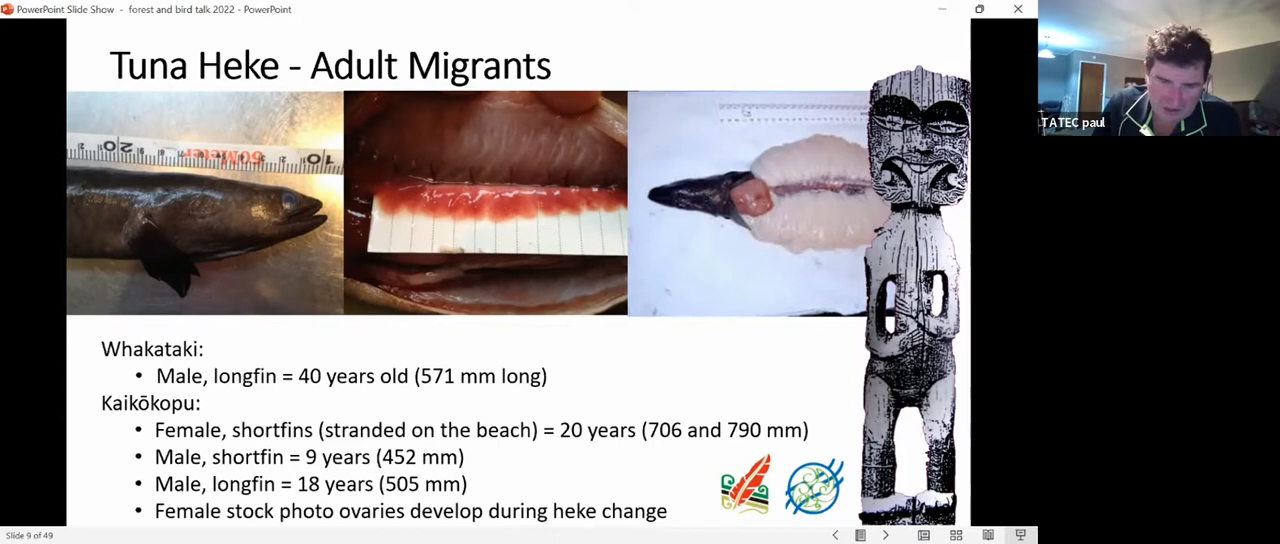 PowerPoint Slide Show - forest and bird talk 2022 - PowerPoint
Tuna Heke - Adult Migrants
TATEC paul
Whakataki:
• Male, longfin = 40 years old (571 mm long)
Kaikōkopu:
• Female, shortfins (stranded on the beach) = 20 years (706 and 790 mm)
• Male, shortfin = 9 years (452 mm)
• Male, longfin = 18 years (505 mm)
• Female stock photo ovaries develop during heke change
Slide 9 of 49